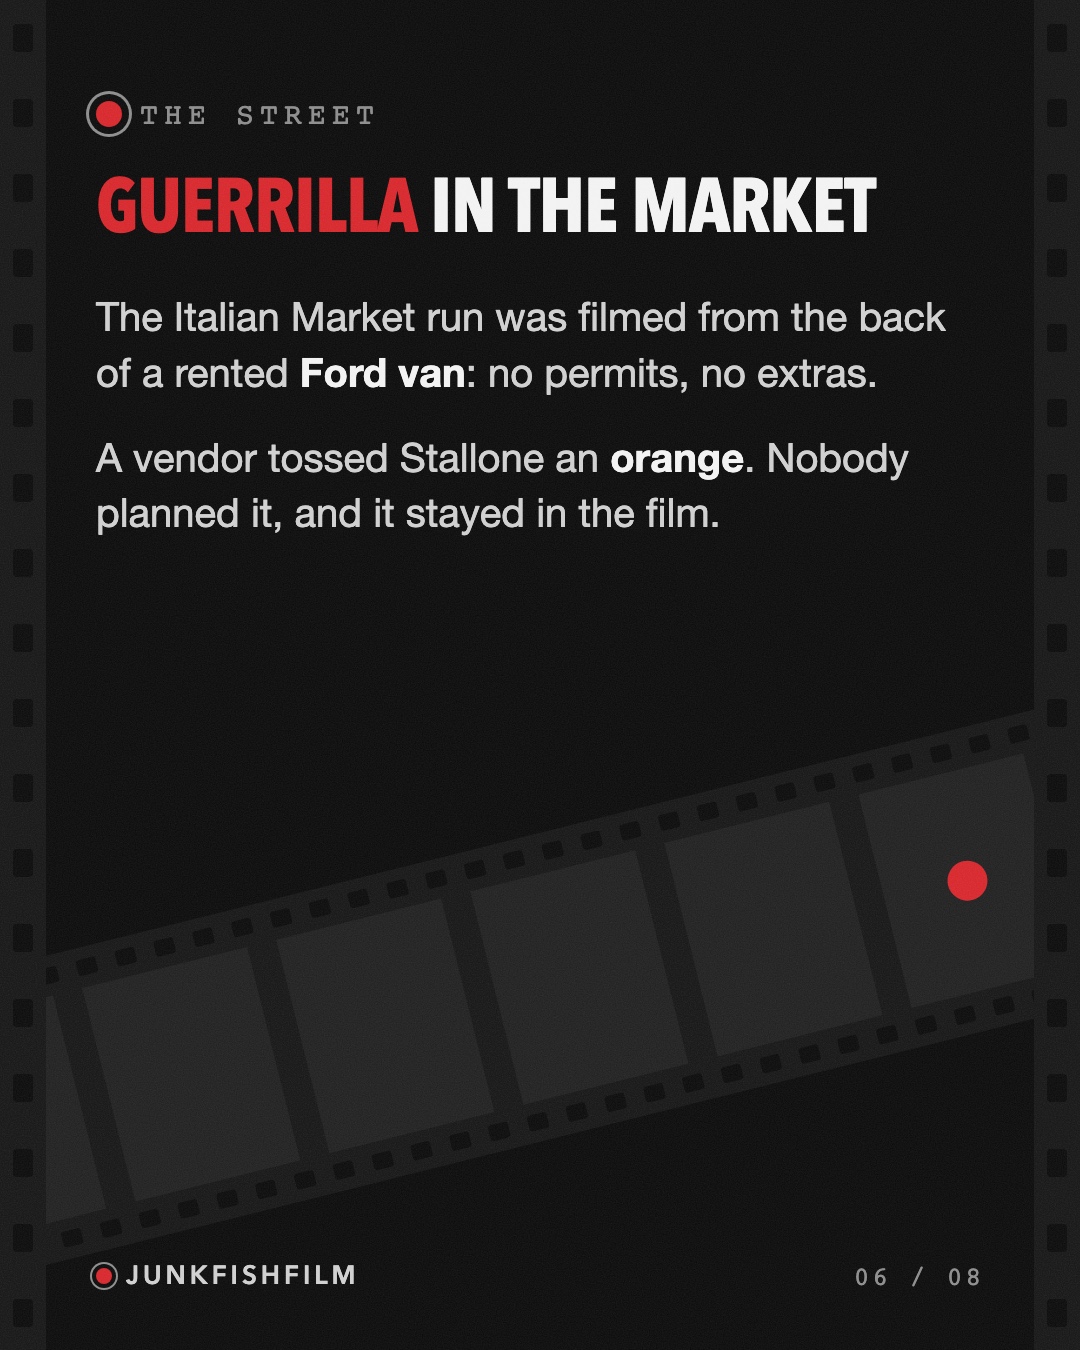 THE STREET
GUERRILLA IN THE MARKET
The Italian Market run was filmed from the back
of a rented Ford van: no permits, no extras.
A vendor tossed Stallone an orange. Nobody
planned it, and it stayed in the film.
JUNKFISHFILM
06 / 08